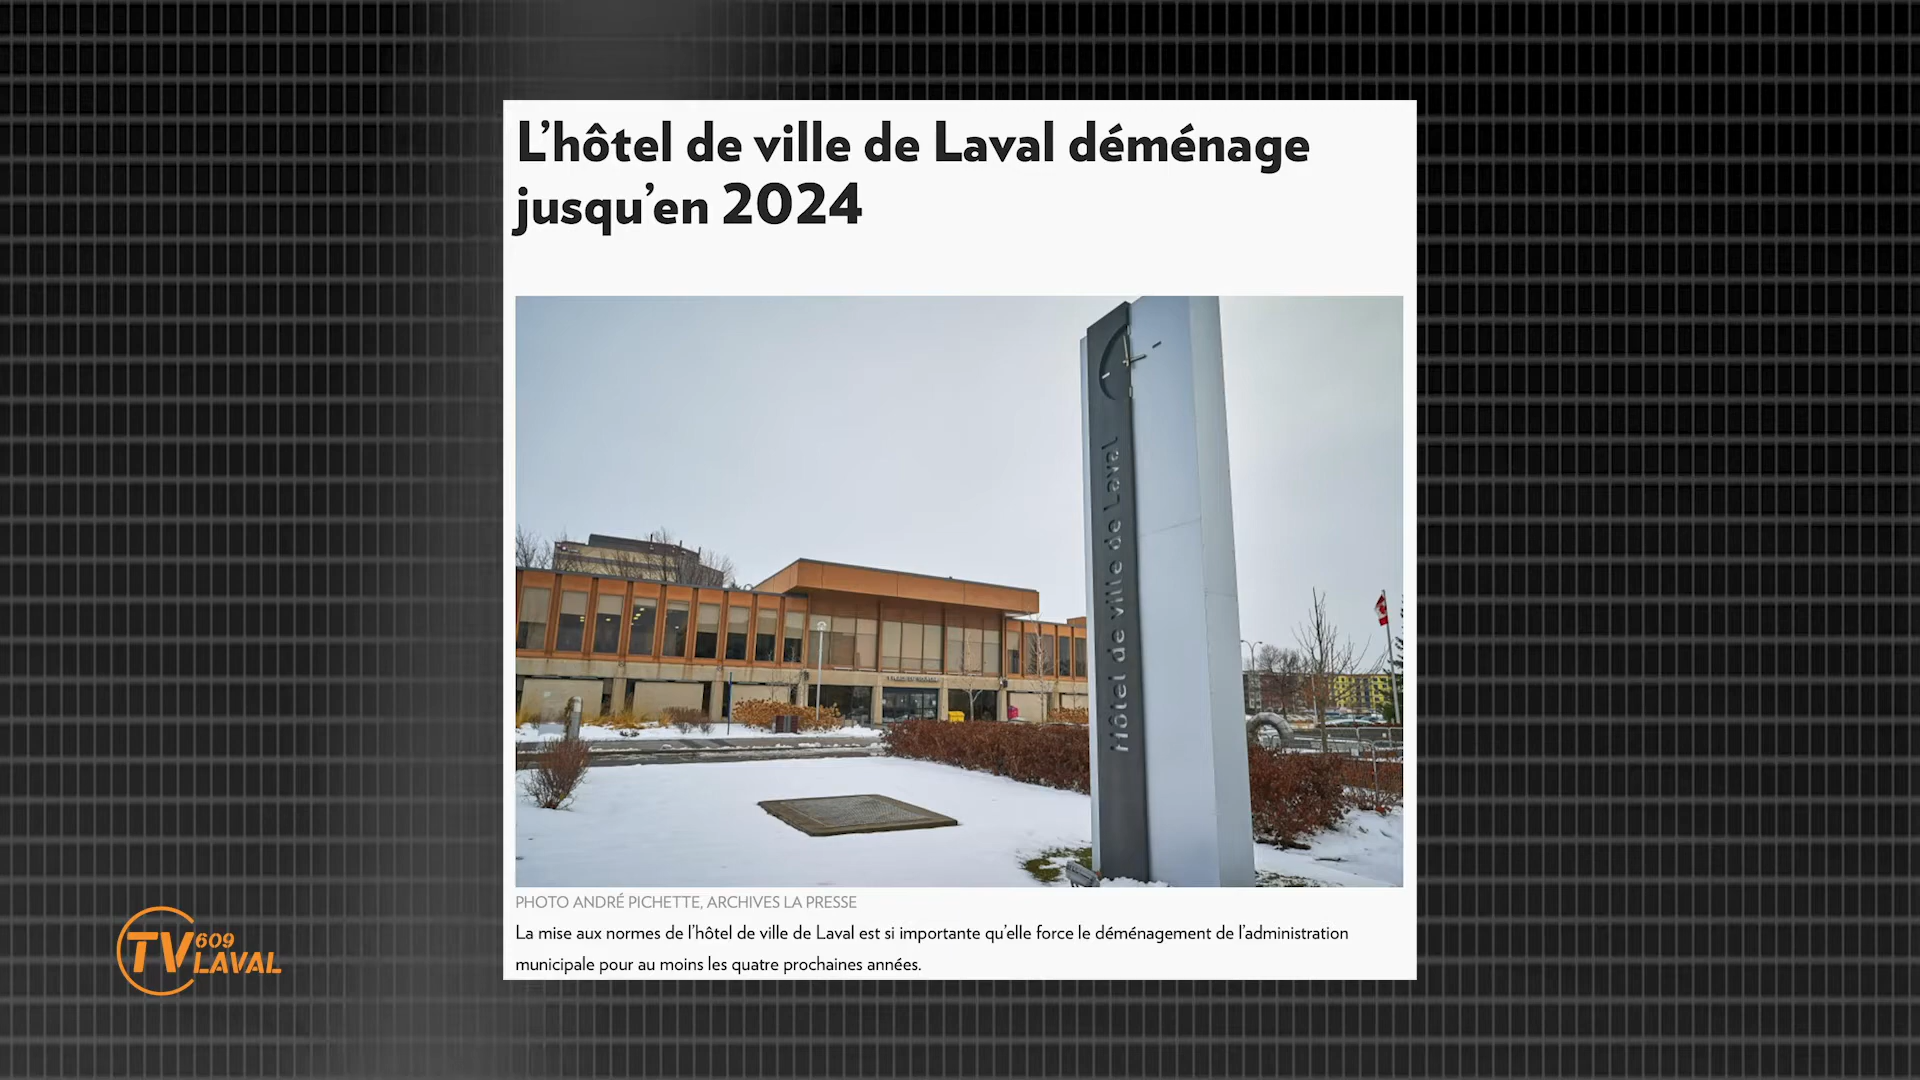 L'hôtel de ville de Laval déménage
jusqu'en 2024
Hôtel de ville de Laval
PHOTO ANDRÉ PICHETTE, ARCHIVES LA PRESSE
La mise aux normes de l'hôtel de ville de Laval est si importante qu'elle force le déménagement de l'administration
municipale pour au moins les quatre prochaines années.
TV 609
LAVAL